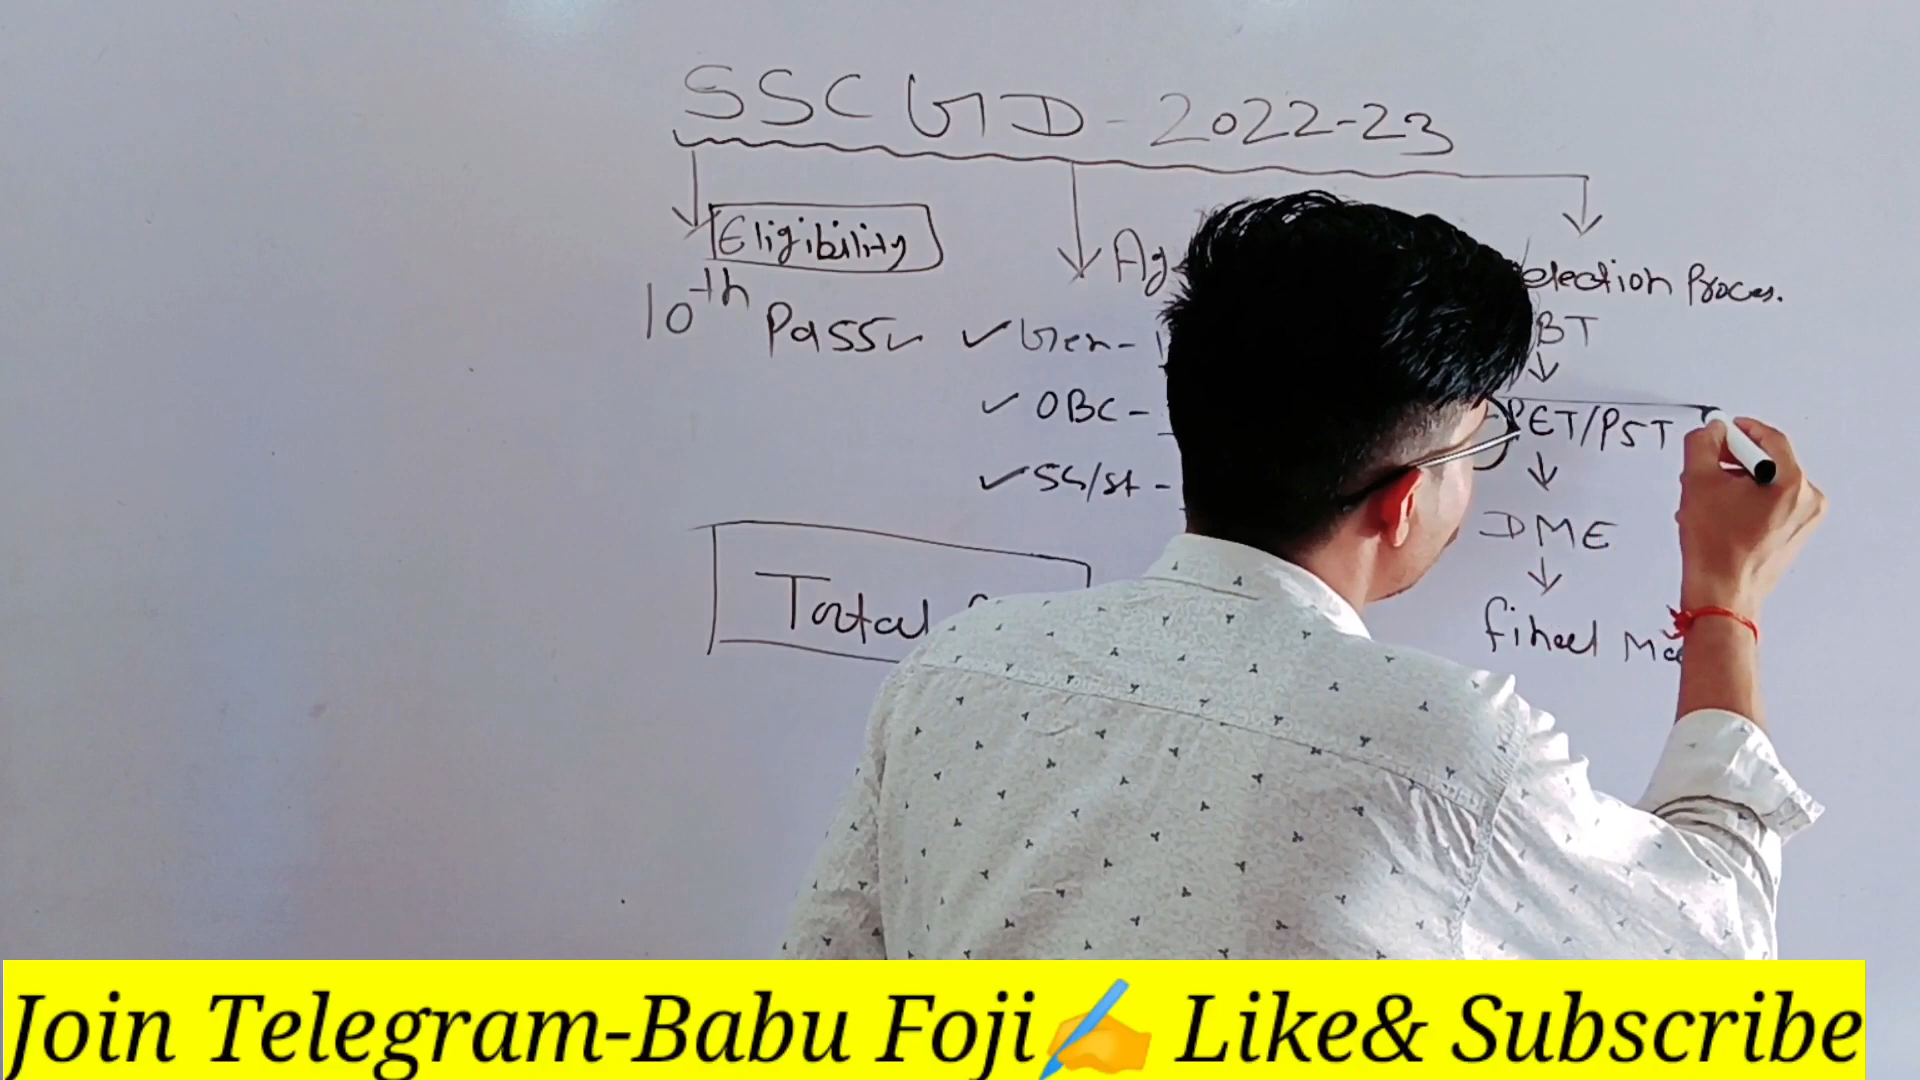 SSC GD - 2022-23
Eligibility
10th Pass
Gen-
OBC-
SC/St-
Total
election Proces.
BT
PET/PST
DME
final
Join Telegram-Babu Foji✍ Like& Subscribe